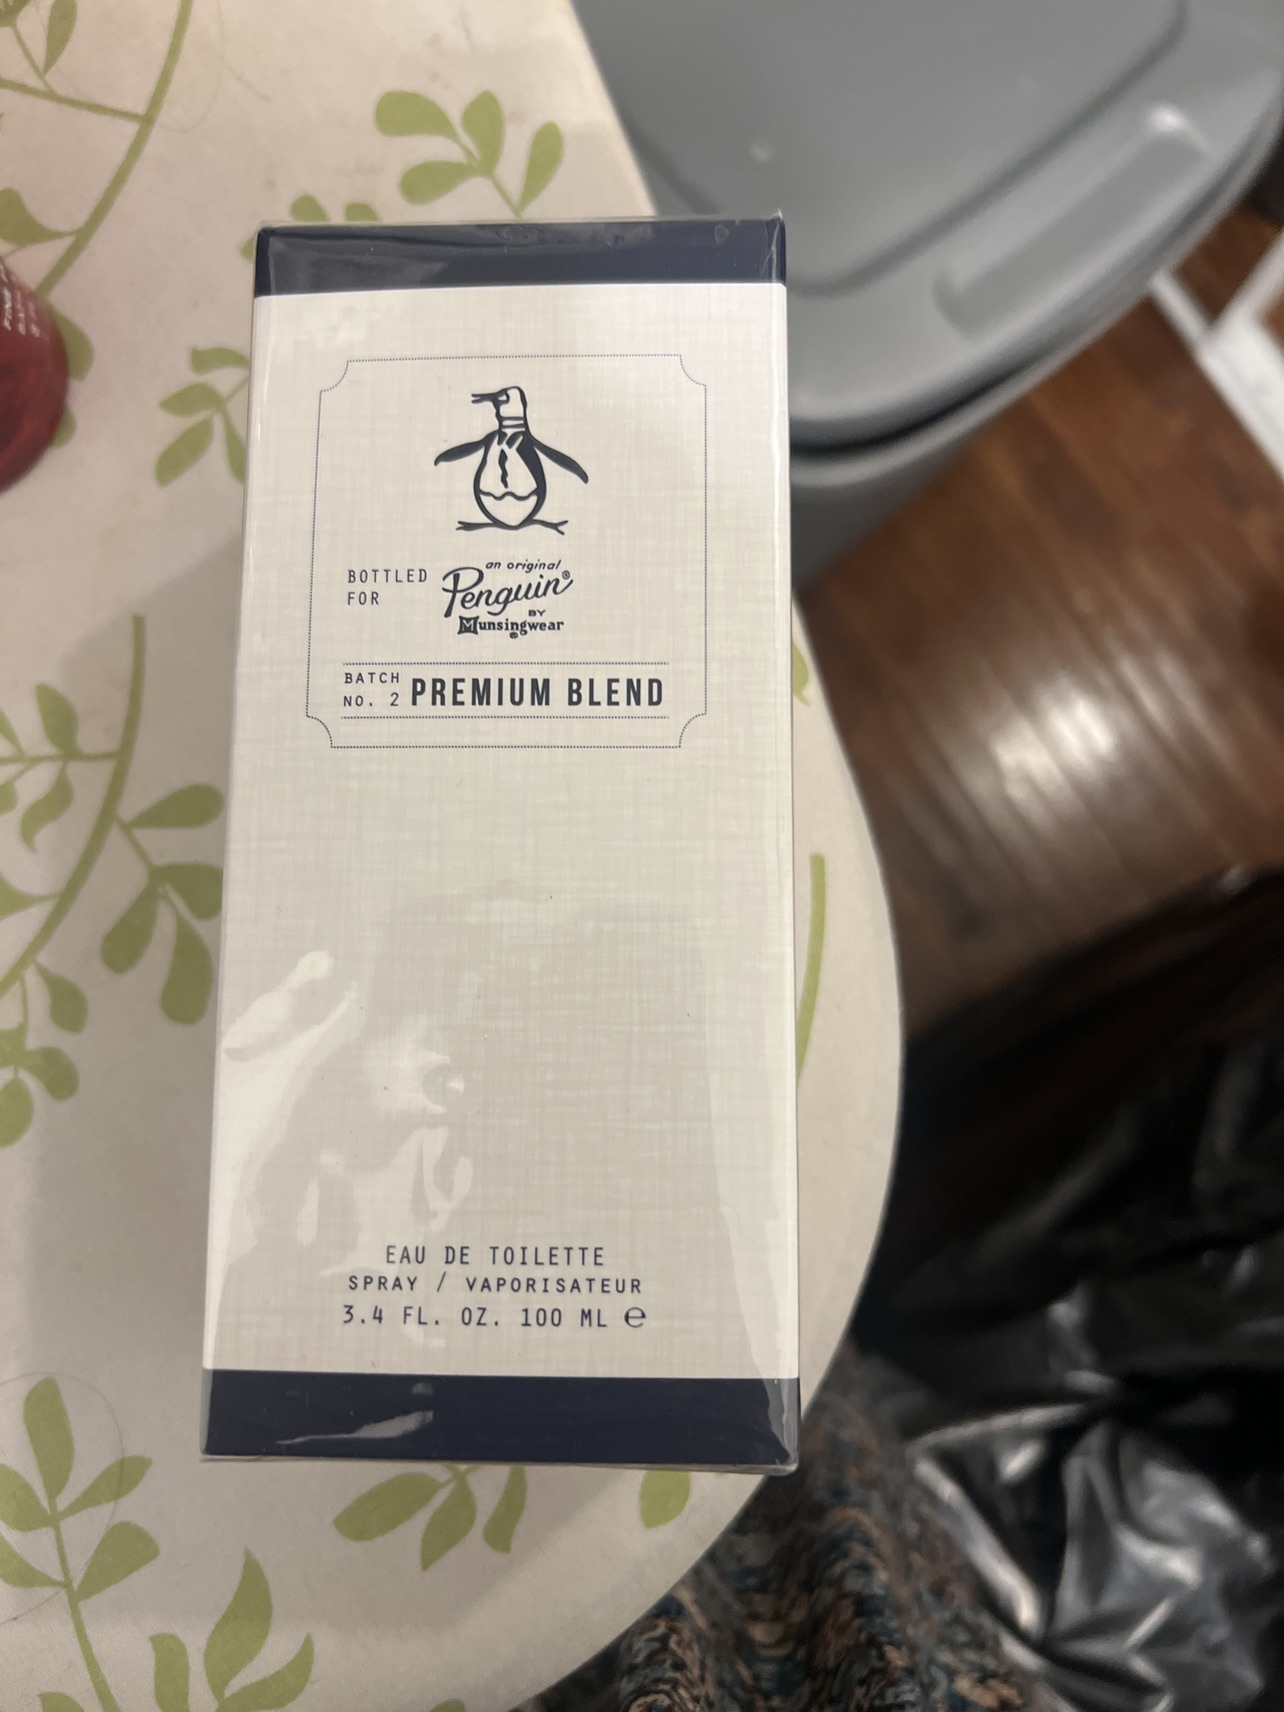 an original
BOTTLED
FOR
Penguin®
BY
Munsingwear
®
BATCH
NO. 2
PREMIUM BLEND
EAU DE TOILETTE
SPRAY / VAPORISATEUR
3.4 FL. OZ. 100 ML ℮